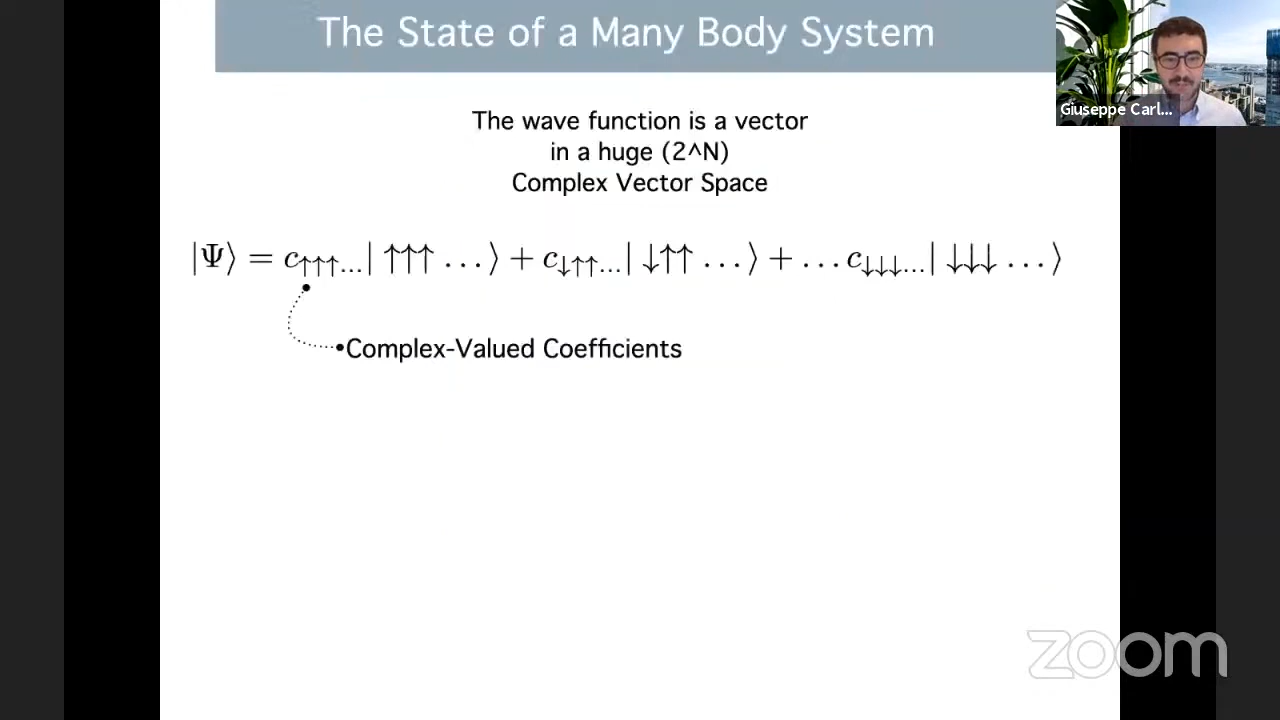 The State of a Many Body System
Giuseppe Carl...
The wave function is a vector
in a huge (2^N)
Complex Vector Space
|Ψ⟩ = c↑↑↑...| ↑↑↑ ...⟩ + c↓↑↑...| ↓↑↑ ...⟩ + ...c↓↓↓...| ↓↓↓ ...⟩
•Complex-Valued Coefficients
zoom